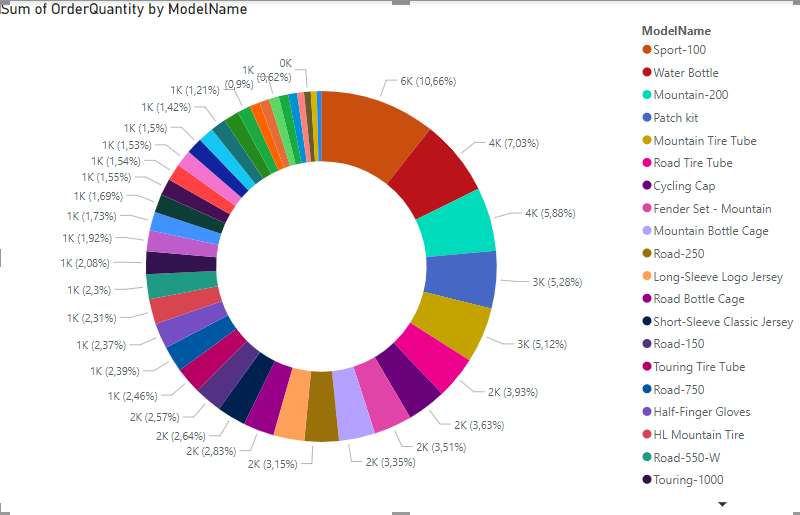 Sum of OrderQuantity by ModelName
ModelName
Sport-100
Water Bottle
Mountain-200
Patch kit
Mountain Tire Tube
Road Tire Tube
Cycling Cap
Fender Set - Mountain
Mountain Bottle Cage
Road-250
Long-Sleeve Logo Jersey
Road Bottle Cage
Short-Sleeve Classic Jersey
Road-150
Touring Tire Tube
Road-750
Half-Finger Gloves
HL Mountain Tire
Road-550-W
Touring-1000
6K (10,66%)
4K (7,03%)
4K (5,88%)
3K (5,28%)
3K (5,12%)
2K (3,93%)
2K (3,63%)
2K (3,51%)
2K (3,35%)
2K (3,15%)
2K (2,83%)
2K (2,64%)
2K (2,57%)
1K (2,46%)
1K (2,39%)
1K (2,37%)
1K (2,31%)
1K (2,3%)
1K (2,08%)
1K (1,92%)
1K (1,73%)
1K (1,69%)
1K (1,55%)
1K (1,54%)
1K (1,53%)
1K (1,5%)
1K (1,42%)
1K (1,21%)
1K
(0,9%)
0K
(0,62%)